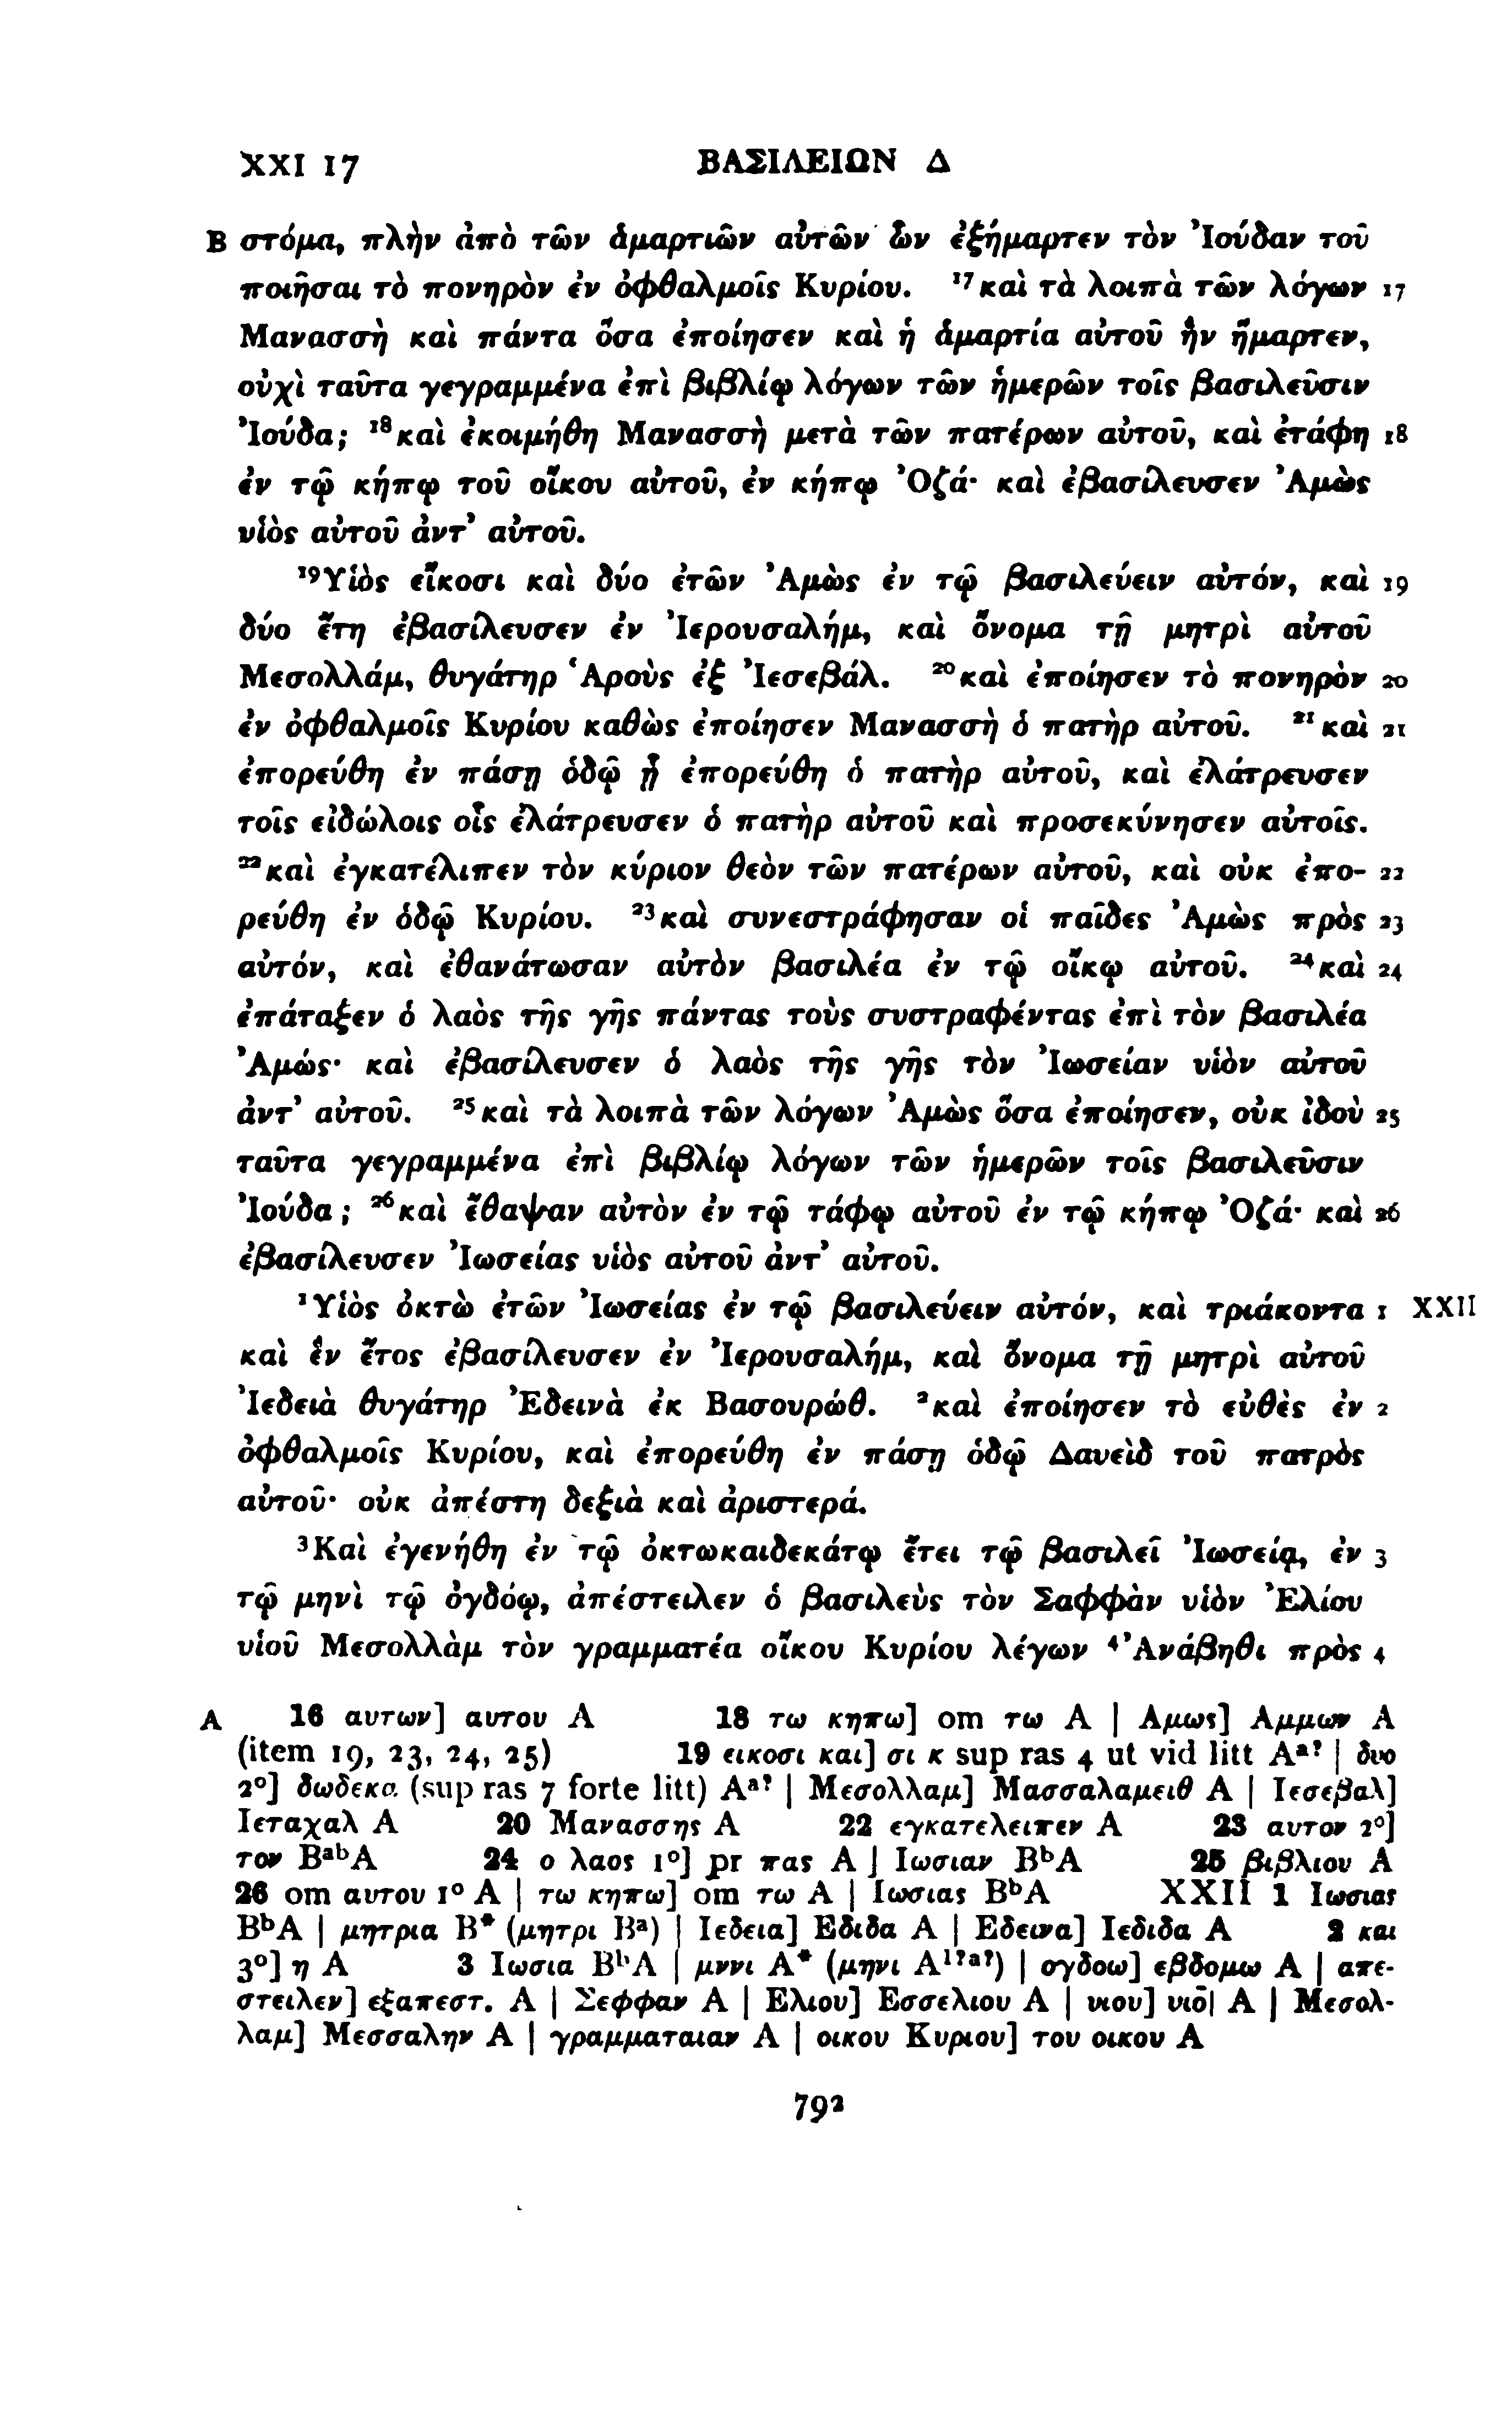 XXI 17 ΒΑΣΙΛΕΙΩΝ Δ
B στόμα, πλὴν ἀπὸ τῶν ἁμαρτιῶν αὐτῶν ὧν ἐξήμαρτεν τὸν Ἰούδαν τοῦ
ποιῆσαι τὸ πονηρὸν ἐν ὀφθαλμοῖς Κυρίου. ¹⁷καὶ τὰ λοιπὰ τῶν λόγων 17
Μανασσὴ καὶ πάντα ὅσα ἐποίησεν καὶ ἡ ἁμαρτία αὐτοῦ ἣν ἥμαρτεν,
οὐχὶ ταῦτα γεγραμμένα ἐπὶ βιβλίῳ λόγων τῶν ἡμερῶν τοῖς βασιλεῦσιν
Ἰούδα; ¹⁸καὶ ἐκοιμήθη Μανασσὴ μετὰ τῶν πατέρων αὐτοῦ, καὶ ἐτάφη 18
ἐν τῷ κήπῳ τοῦ οἴκου αὐτοῦ, ἐν κήπῳ Ὀζά· καὶ ἐβασίλευσεν Ἀμὼς
υἱὸς αὐτοῦ ἀντ᾽ αὐτοῦ.
¹⁹Υἱὸς εἴκοσι καὶ δύο ἐτῶν Ἀμὼς ἐν τῷ βασιλεύειν αὐτόν, καὶ 19
δύο ἔτη ἐβασίλευσεν ἐν Ἰερουσαλήμ, καὶ ὄνομα τῇ μητρὶ αὐτοῦ
Μεσολλάμ, θυγάτηρ Ἁροὺς ἐξ Ἰεσεβάλ. ²⁰καὶ ἐποίησεν τὸ πονηρὸν 20
ἐν ὀφθαλμοῖς Κυρίου καθὼς ἐποίησεν Μανασσὴ ὁ πατὴρ αὐτοῦ. ²¹καὶ 21
ἐπορεύθη ἐν πάσῃ ὁδῷ ᾗ ἐπορεύθη ὁ πατὴρ αὐτοῦ, καὶ ἐλάτρευσεν
τοῖς εἰδώλοις οἷς ἐλάτρευσεν ὁ πατὴρ αὐτοῦ καὶ προσεκύνησεν αὐτοῖς.
²²καὶ ἐγκατέλιπεν τὸν κύριον θεὸν τῶν πατέρων αὐτοῦ, καὶ οὐκ ἐπο- 22
ρεύθη ἐν ὁδῷ Κυρίου. ²³καὶ συνεστράφησαν οἱ παῖδες Ἀμὼς πρὸς 23
αὐτόν, καὶ ἐθανάτωσαν αὐτὸν βασιλέα ἐν τῷ οἴκῳ αὐτοῦ. ²⁴καὶ 24
ἐπάταξεν ὁ λαὸς τῆς γῆς πάντας τοὺς συστραφέντας ἐπὶ τὸν βασιλέα
Ἀμώς· καὶ ἐβασίλευσεν ὁ λαὸς τῆς γῆς τὸν Ἰωσείαν υἱὸν αὐτοῦ
ἀντ᾽ αὐτοῦ. ²⁵καὶ τὰ λοιπὰ τῶν λόγων Ἀμὼς ὅσα ἐποίησεν, οὐκ ἰδοὺ 25
ταῦτα γεγραμμένα ἐπὶ βιβλίῳ λόγων τῶν ἡμερῶν τοῖς βασιλεῦσιν
Ἰούδα; ²⁶καὶ ἔθαψαν αὐτὸν ἐν τῷ τάφῳ αὐτοῦ ἐν τῷ κήπῳ Ὀζά· καὶ 26
ἐβασίλευσεν Ἰωσείας υἱὸς αὐτοῦ ἀντ᾽ αὐτοῦ.
¹Υἱὸς ὀκτὼ ἐτῶν Ἰωσείας ἐν τῷ βασιλεύειν αὐτόν, καὶ τριάκοντα 1 XXII
καὶ ἓν ἔτος ἐβασίλευσεν ἐν Ἰερουσαλήμ, καὶ ὄνομα τῇ μητρὶ αὐτοῦ
Ἰεδειὰ θυγάτηρ Ἐδεινὰ ἐκ Βασουρώθ. ²καὶ ἐποίησεν τὸ εὐθὲς ἐν 2
ὀφθαλμοῖς Κυρίου, καὶ ἐπορεύθη ἐν πάσῃ ὁδῷ Δαυεὶδ τοῦ πατρὸς
αὐτοῦ· οὐκ ἀπέστη δεξιὰ καὶ ἀριστερά.
³Καὶ ἐγενήθη ἐν τῷ ὀκτωκαιδεκάτῳ ἔτει τῷ βασιλεῖ Ἰωσείᾳ, ἐν 3
τῷ μηνὶ τῷ ὀγδόῳ, ἀπέστειλεν ὁ βασιλεὺς τὸν Σαφφὰν υἱὸν Ἐλίου
υἱοῦ Μεσολλὰμ τὸν γραμματέα οἴκου Κυρίου λέγων ⁴Ἀνάβηθι πρὸς 4
A 16 αυτων] αυτου A 18 τω κηπω] om τω A | Αμως] Αμμων A
(item 19, 23, 24, 25) 19 εικοσι και] σι κ sup ras 4 ut vid litt Aᵃ? | δυο
2°] δωδεκα (sup ras 7 forte litt) Aᵃ? | Μεσολλαμ] Μασσαλαμειθ A | Ιεσεβαλ]
Ιεταχαλ A 20 Μανασσης A 22 εγκατελειπεν A 23 αυτον 2°]
τον BᵃᵇA 24 ο λαος 1°] pr πας A | Ιωσιαν BᵇA 25 βιβλιου A
26 om αυτου 1° A | τω κηπω] om τω A | Ιωσιας BᵇA XXII 1 Ιωσιας
BᵇA | μητρια B* (μητρι Bᵃ) | Ιεδεια] Εδιδα A | Εδεινα] Ιεδιδα A 2 και
3°] η A 3 Ιωσια BᵇA | μννι A* (μηνι A¹?ᵃ?) | ογδοω] εβδομω A | απε-
στειλεν] εξαπεστ. A | Σεφφαν A | Ελιου] Εσσελιου A | υιου] υιο̅| A | Μεσολ-
λαμ] Μεσσαλην A | γραμματαιαν A | οικου Κυριου] του οικου A
792